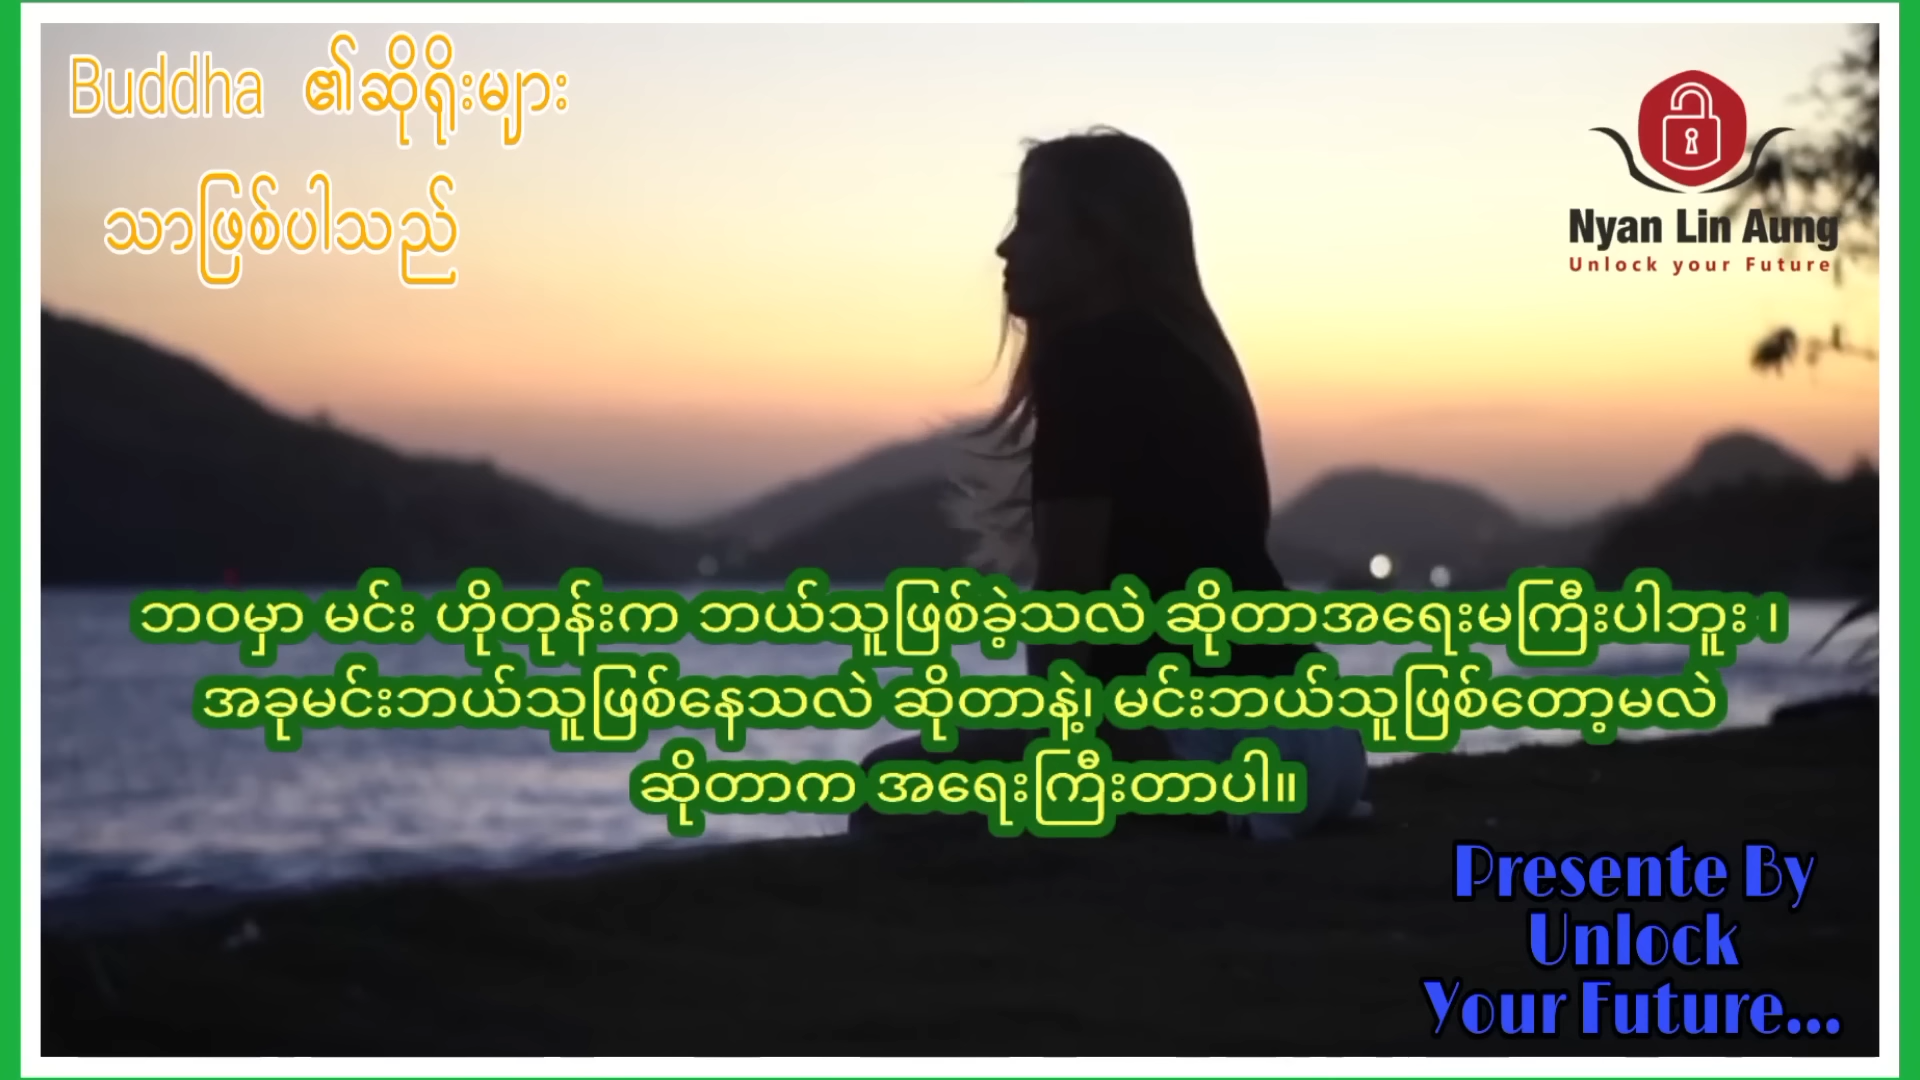 Buddha ၏ဆိုရိုးများ
သာဖြစ်ပါသည်
Nyan Lin Aung
Unlock your Future
ဘဝမှာ မင်း ဟိုတုန်းက ဘယ်သူဖြစ်ခဲ့သလဲ ဆိုတာအရေးမကြီးပါဘူး ၊
အခုမင်းဘယ်သူဖြစ်နေသလဲ ဆိုတာနဲ့၊ မင်းဘယ်သူဖြစ်တော့မလဲ
ဆိုတာက အရေးကြီးတာပါ။
Presente By
Unlock
Your Future...